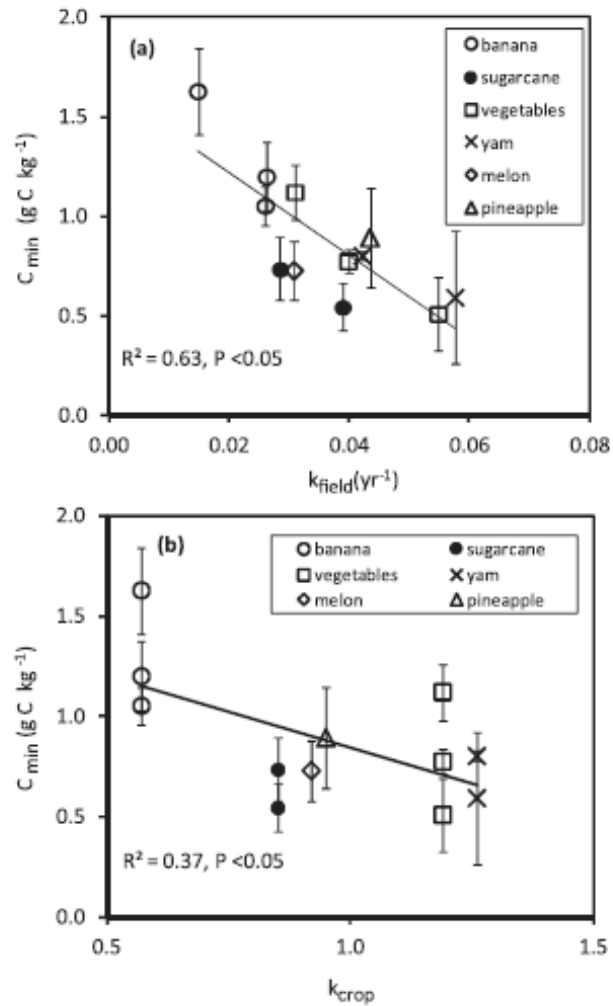 (a)
banana
sugarcane
vegetables
yam
melon
pineapple
2.0
1.5
1.0
0.5
0.0
C min (g C kg -1)
R2 = 0.63, P <0.05
0.00 0.02 0.04 0.06 0.08
kfield(yr-1)
(b)
banana sugarcane
vegetables yam
melon pineapple
2.0
1.5
1.0
0.5
0.0
C min (g C kg -1)
R2 = 0.37, P <0.05
0.5 1.0 1.5
kcrop